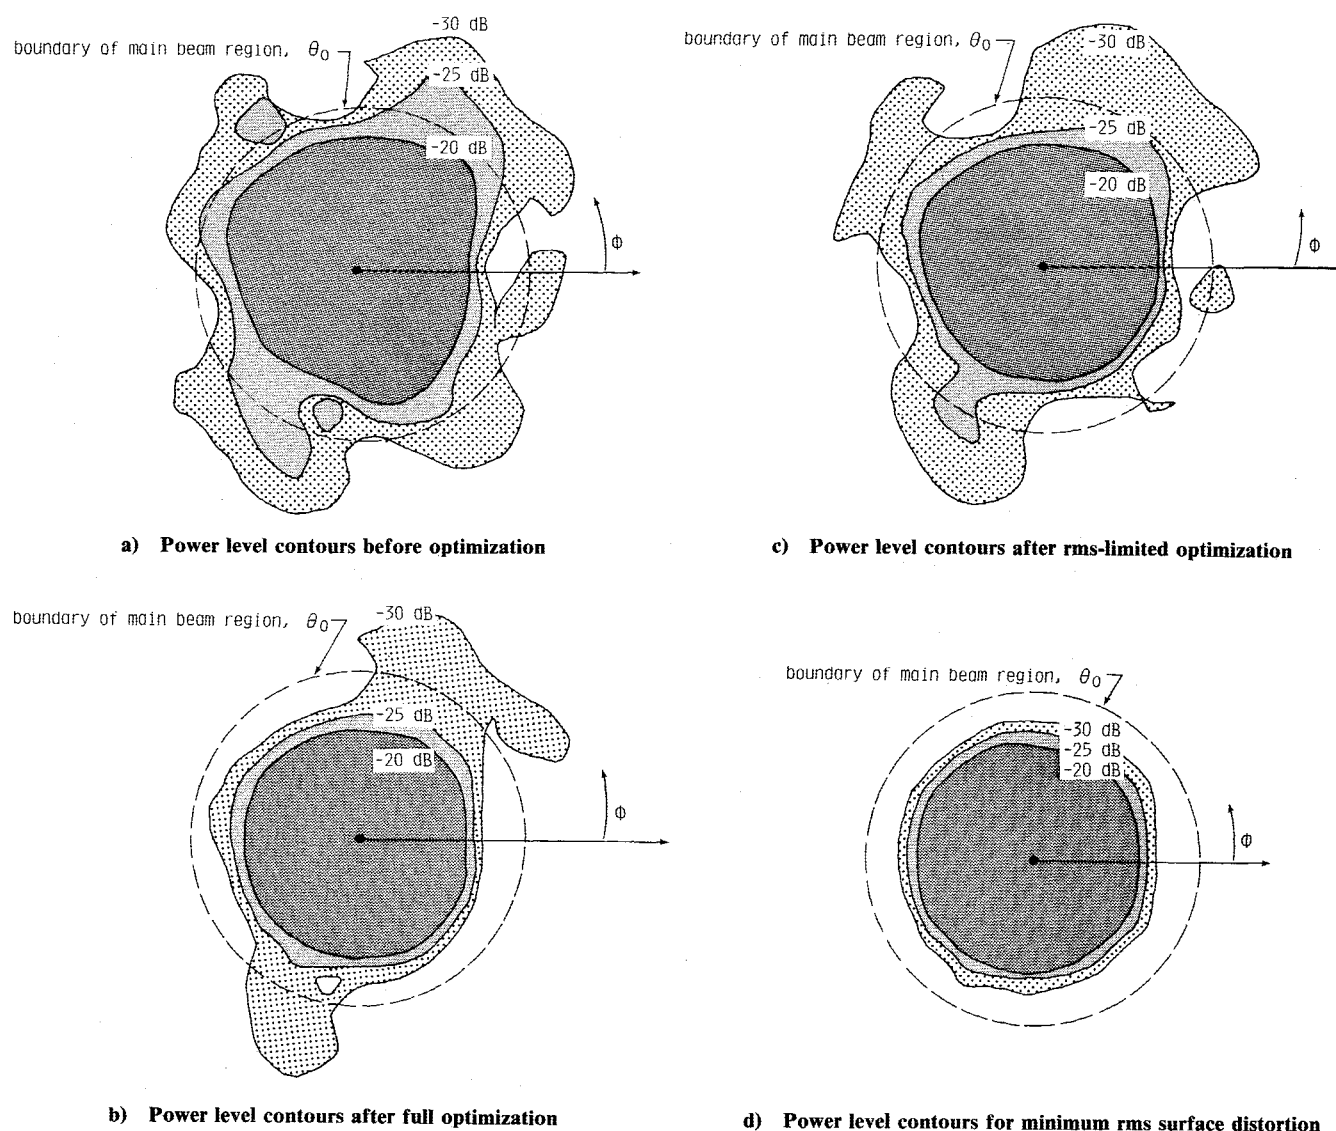 -30 dB
boundary of main beam region, θ0
-25 dB
-20 dB
Φ
a) Power level contours before optimization
boundary of main beam region, θ0
-30 dB
-25 dB
-20 dB
Φ
c) Power level contours after rms-limited optimization
boundary of main beam region, θ0
-30 dB
-25 dB
-20 dB
Φ
b) Power level contours after full optimization
boundary of main beam region, θ0
-30 dB
-25 dB
-20 dB
Φ
d) Power level contours for minimum rms surface distortion